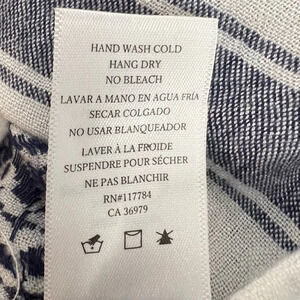 HAND WASH COLD
HANG DRY
NO BLEACH
LAVAR A MANO EN AGUA FRÍA
SECAR COLGADO
NO USAR BLANQUEADOR
LAVER À LA FROIDE
SUSPENDRE POUR SÉCHER
NE PAS BLANCHIR
RN#117784
CA 36979